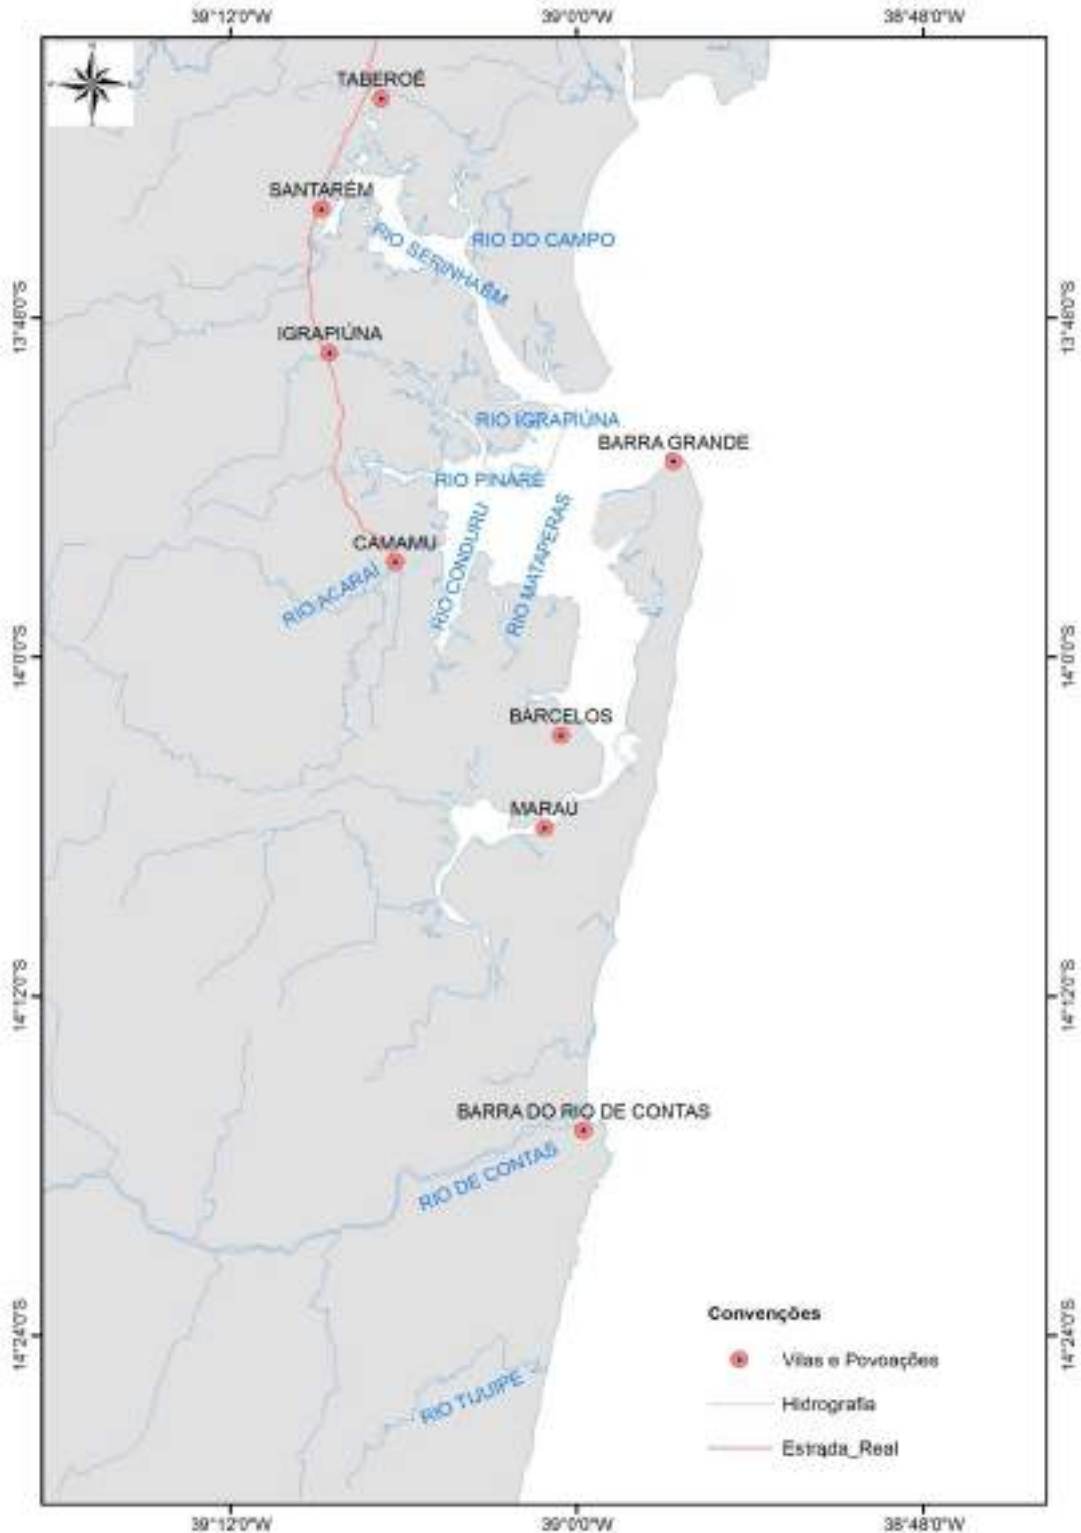 39°12'0"W 39°0'0"W 38°48'0"W
TABEROÉ
SANTARÉM
RIO DO CAMPO
RIO SERINHAÉM
13°48'0"S 13°48'0"S
IGRAPIÚNA
RIO IGRAPIÚNA
BARRA GRANDE
RIO PINARÉ
RIO CONDURU
RIO MATAPERAS
CAMAMU
RIO ACARAÍ
14°0'0"S 14°0'0"S
BARCELOS
MARAÚ
14°12'0"S 14°12'0"S
BARRA DO RIO DE CONTAS
RIO DE CONTAS
Convenções
14°24'0"S 14°24'0"S
Vilas e Povoações
RIO TIJUIPE
Hidrografia
Estrada_Real
39°12'0"W 39°0'0"W 38°48'0"W